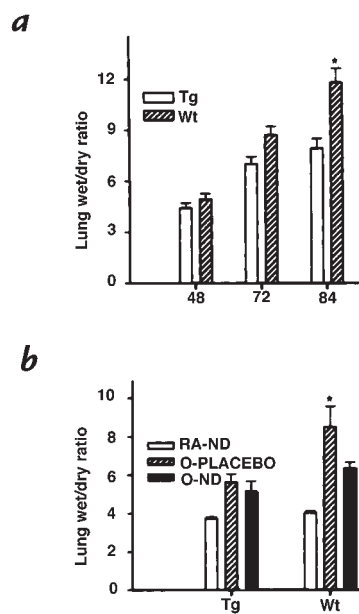 a
Lung wet/dry ratio
12
9
6
3
0
Tg
Wt
*
48 72 84
b
Lung wet/dry ratio
10
8
6
4
2
0
RA-ND
O-PLACEBO
O-ND
*
Tg Wt